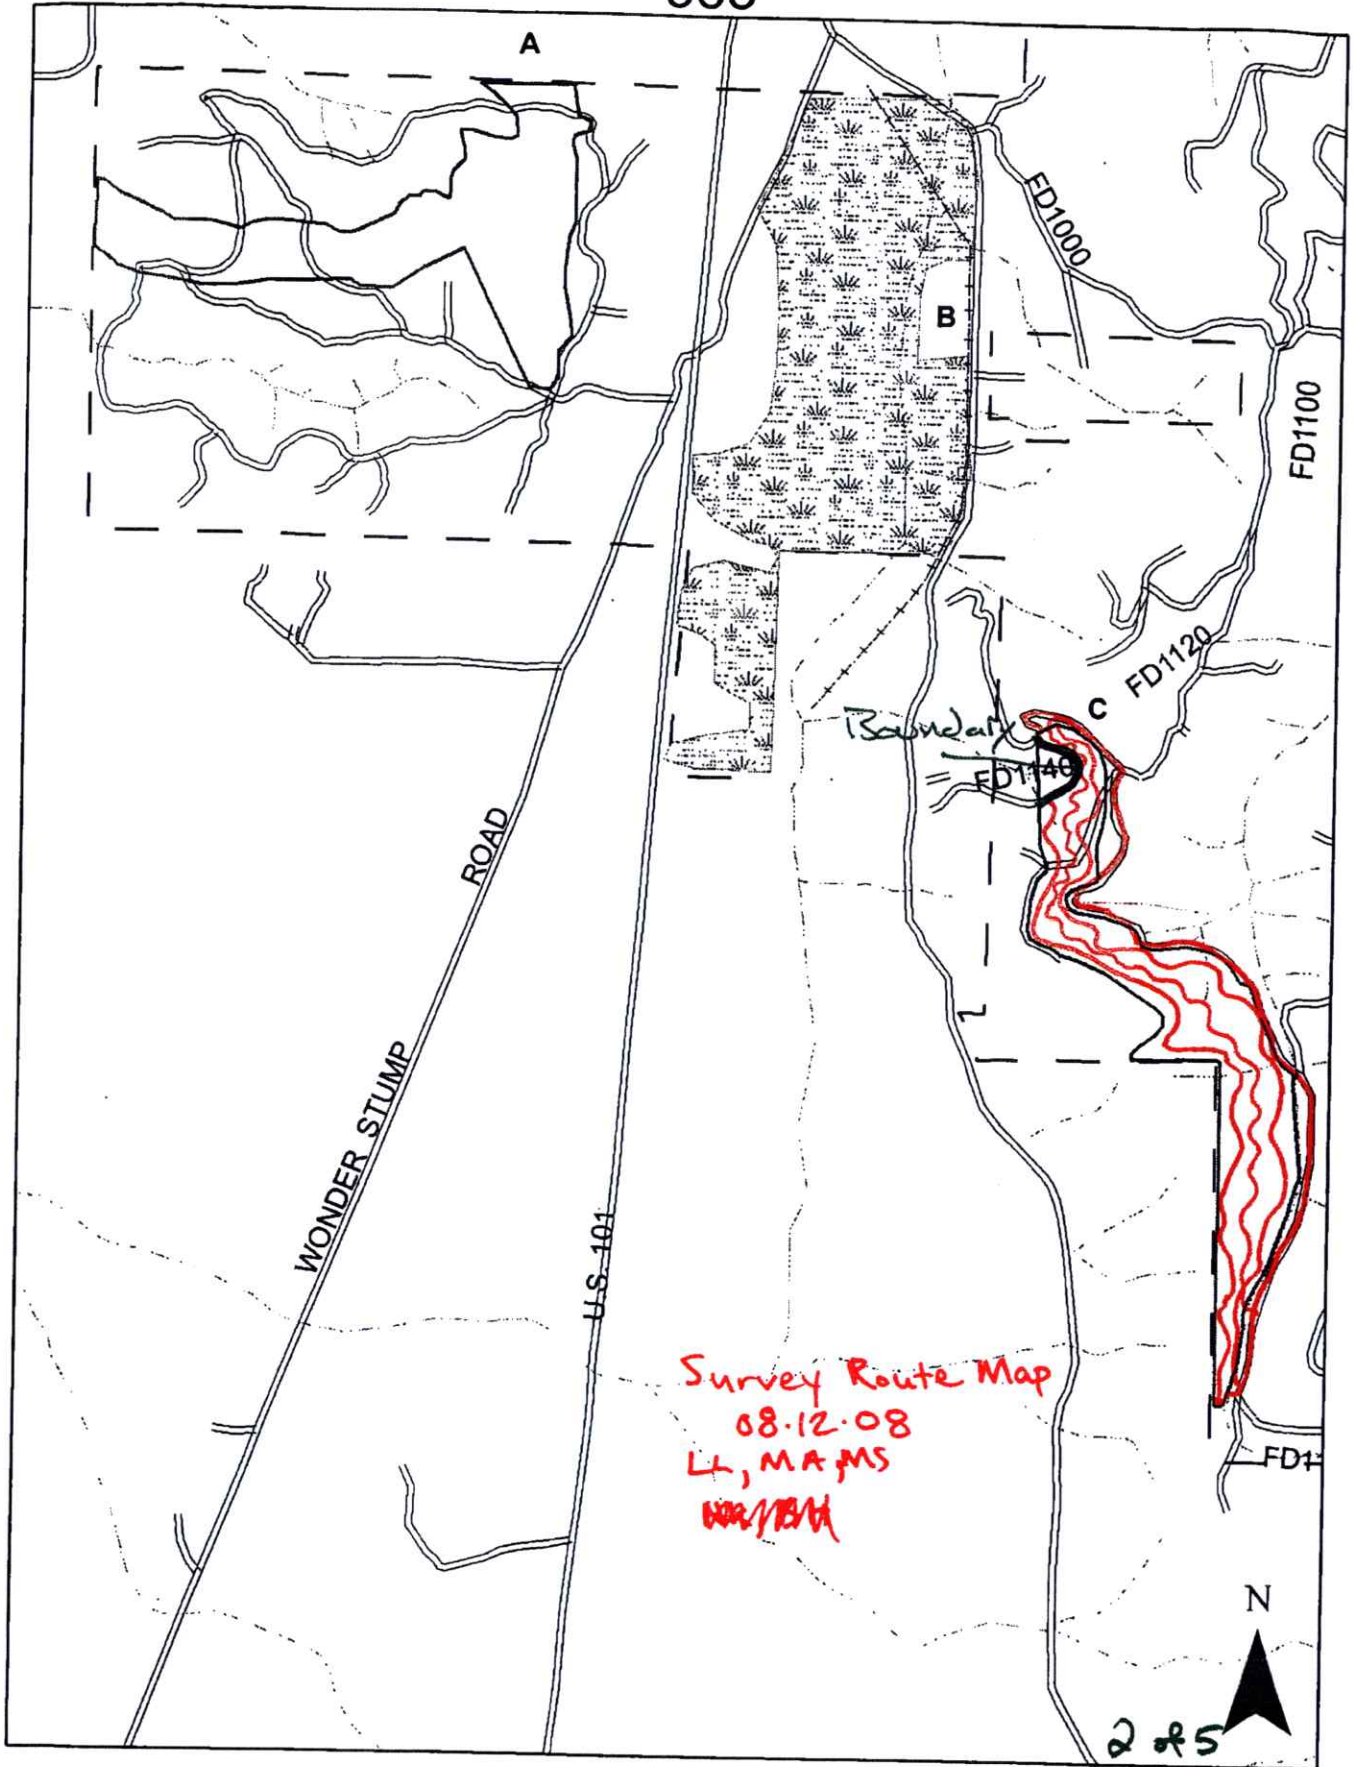 A
FD1000
B
FD1100
FD1120
C
Boundary
FD1140
ROAD
WONDER STUMP
U.S. 101
Survey Route Map
08.12.08
LL, MA, MS
FD1
N
2 of 5